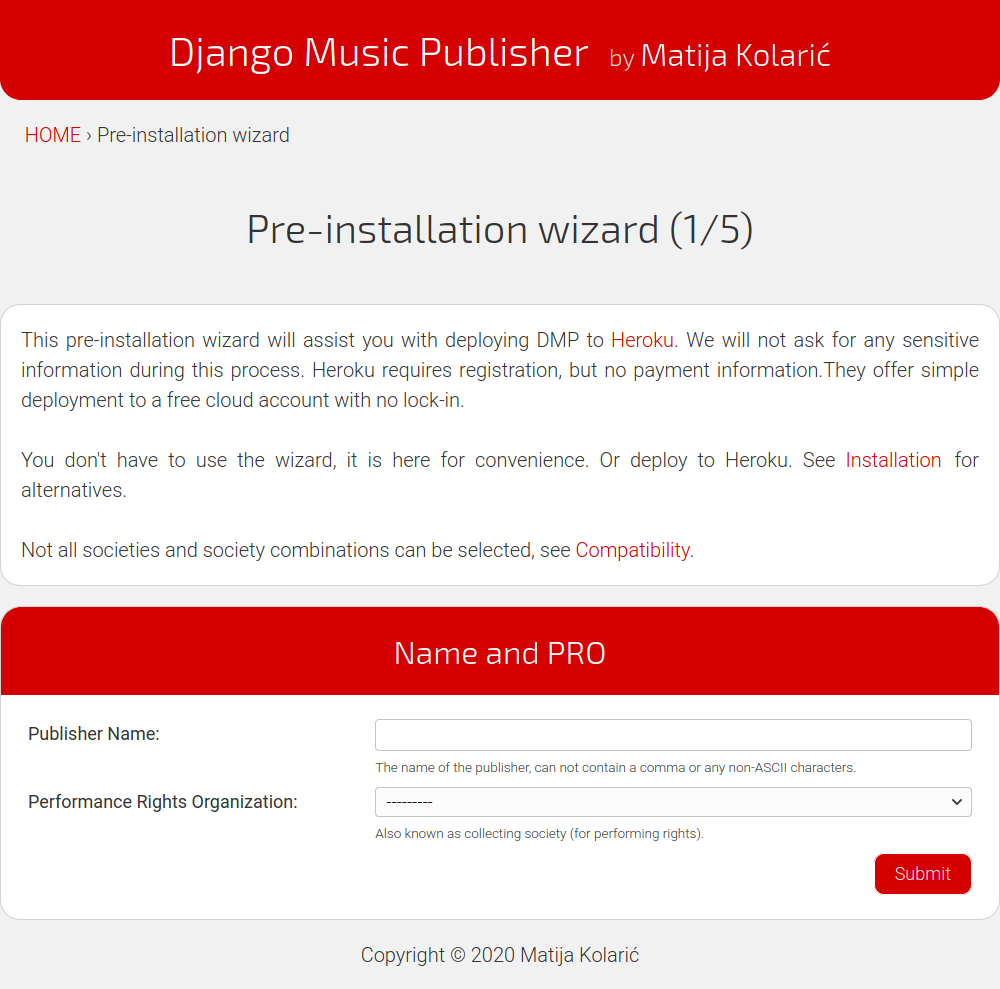 Django Music Publisher by Matija Kolarić
HOME › Pre-installation wizard
Pre-installation wizard (1/5)
This pre-installation wizard will assist you with deploying DMP to Heroku. We will not ask for any sensitive
information during this process. Heroku requires registration, but no payment information.They offer simple
deployment to a free cloud account with no lock-in.
You don't have to use the wizard, it is here for convenience. Or deploy to Heroku. See Installation for
alternatives.
Not all societies and society combinations can be selected, see Compatibility.
Name and PRO
Publisher Name:
The name of the publisher, can not contain a comma or any non-ASCII characters.
Performance Rights Organization:
---------
Also known as collecting society (for performing rights).
Submit
Copyright © 2020 Matija Kolarić